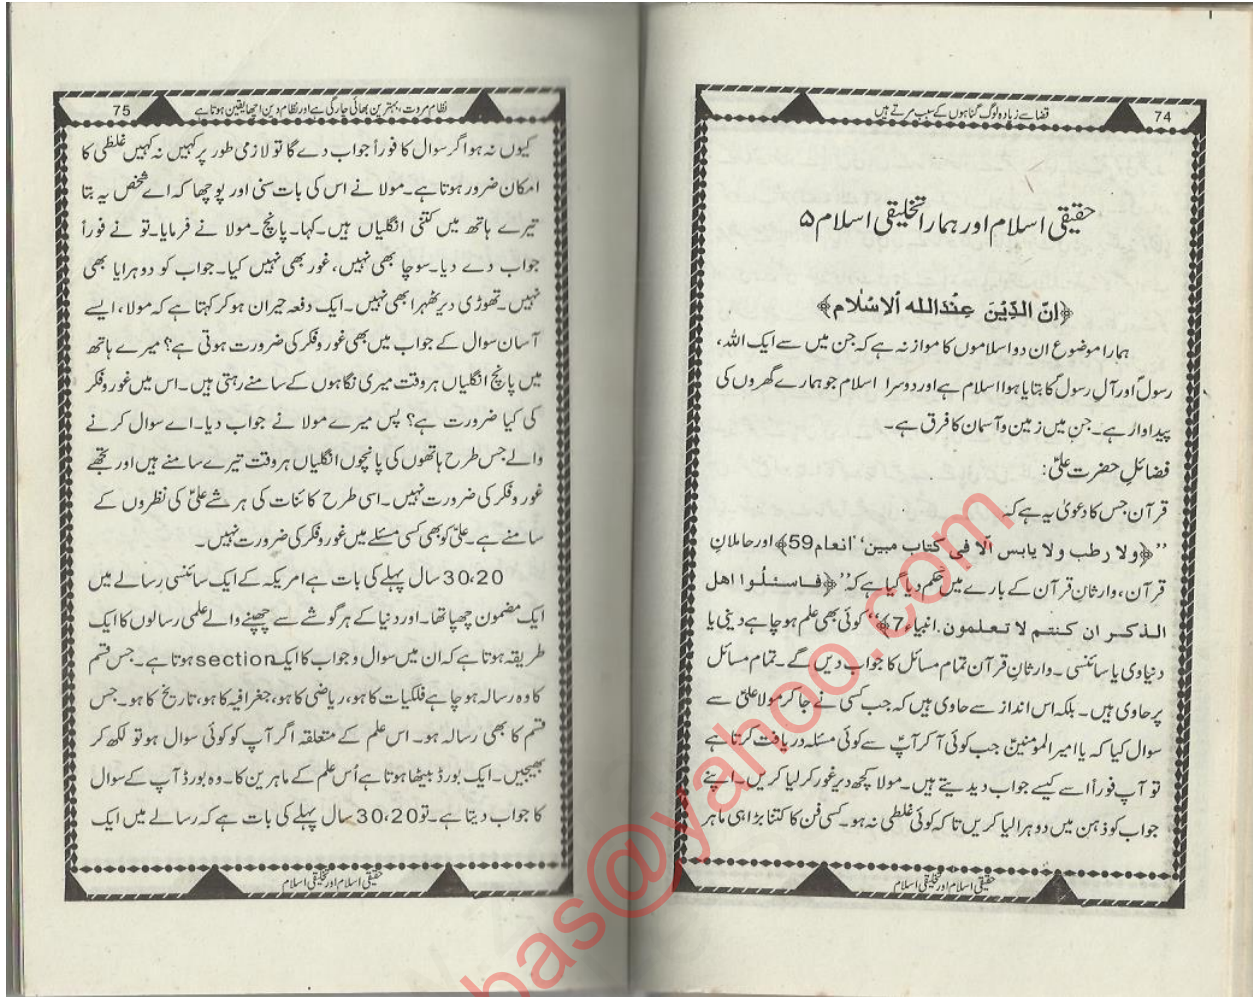 74
قضا سے زیادہ لوگ گناہوں کے سبب مرتے ہیں
حقیقی اسلام اور ہمارا تخلیقی اسلام ۵
﴿انّ الدِّیْنَ عِنْدَالله اُلاسْلام﴾
ہمارا موضوع ان دو اسلاموں کا موازنہ ہے کہ جن میں سے ایک اللہ،
رسولؐ اور آلِ رسولؐ کا بتایا ہوا اسلام ہے اور دوسرا اسلام جو ہمارے گھروں کی
پیداوار ہے۔ جن میں زمین و آسمان کا فرق ہے۔
فضائلِ حضرت علیؑ:
قرآن جس کا دعویٰ یہ ہے کہ
’’﴿ولا رطب ولا یابس الّا فی کتاب مبین‘‘ انعام 59﴾ اور حاملانِ
قرآن، وارثانِ قرآن کے بارے میں حکم دیا گیا ہے کہ ’’﴿فاسئلُوا اهل
الذکر ان کنتم لا تعلمون. انبیاء 7﴾‘‘ کوئی بھی علم ہو چاہے دینی یا
دنیاوی یا سائنسی۔ وارثانِ قرآن تمام مسائل کا جواب دیں گے۔ تمام مسائل
پر حاوی ہیں۔ بلکہ اس انداز سے حاوی ہیں کہ جب کسی نے جا کر مولا علیؑ سے
سوال کیا کہ یا امیر المومنینؑ جب کوئی آ کر آپؑ سے کوئی مسئلہ دریافت کرتا ہے
تو آپ فوراً اسے کیسے جواب دیدیتے ہیں۔ مولا کچھ دیر غور کر لیا کریں۔ اپنے
جواب کو ذہن میں دوہرا لیا کریں تا کہ کوئی غلطی نہ ہو۔ کسی فن کا کتنا بڑا ہی ماہر
حقیقی اسلام اور تخلیقی اسلام
75
نظام مروت، بہترین بھائی چارگی ہے اور نظام دین اچھا یقین ہوتا ہے
کیوں نہ ہو اگر سوال کا فوراً جواب دے گا تو لازمی طور پر کہیں نہ کہیں غلطی کا
امکان ضرور ہوتا ہے۔ مولا نے اس کی بات سنی اور پوچھا کہ اے شخص یہ بتا
تیرے ہاتھ میں کتنی انگلیاں ہیں۔ کہا۔ پانچ۔ مولا نے فرمایا۔ تو نے فوراً
جواب دے دیا۔ سوچا بھی نہیں، غور بھی نہیں کیا۔ جواب کو دوہرایا بھی
نہیں۔ تھوڑی دیر ٹھہرا بھی نہیں۔ ایک دفعہ حیران ہو کر کہتا ہے کہ مولا، ایسے
آسان سوال کے جواب میں بھی غور و فکر کی ضرورت ہوتی ہے؟ میرے ہاتھ
میں پانچ انگلیاں ہر وقت میری نگاہوں کے سامنے رہتی ہیں۔ اس میں غور و فکر
کی کیا ضرورت ہے؟ پس میرے مولا نے جواب دیا۔ اے سوال کرنے
والے جس طرح ہاتھوں کی پانچوں انگلیاں ہر وقت تیرے سامنے ہیں اور تجھے
غور و فکر کی ضرورت نہیں۔ اسی طرح کائنات کی ہر شے علیؑ کی نظروں کے
سامنے ہے۔ علیؑ کو بھی کسی مسئلے میں غور و فکر کی ضرورت نہیں۔
30،20 سال پہلے کی بات ہے امریکہ کے ایک سائنسی رسالے میں
ایک مضمون چھپا تھا۔ اور دنیا کے ہر گوشے سے چھپنے والے علمی رسالوں کا ایک
طریقہ ہوتا ہے کہ ان میں سوال و جواب کا ایک section ہوتا ہے۔ جس قسم
کا وہ رسالہ ہو چاہے فلکیات کا ہو، ریاضی کا ہو، جغرافیہ کا ہو، تاریخ کا ہو۔ جس
قسم کا بھی رسالہ ہو۔ اس علم کے متعلقہ اگر آپ کو کوئی سوال ہو تو لکھ کر
بھیجیں۔ ایک بورڈ بیٹھا ہوتا ہے اُس علم کے ماہرین کا۔ وہ بورڈ آپ کے سوال
کا جواب دیتا ہے۔ تو 30،20 سال پہلے کی بات ہے کہ رسالے میں ایک
حقیقی اسلام اور تخلیقی اسلام
bas@yahoo.com